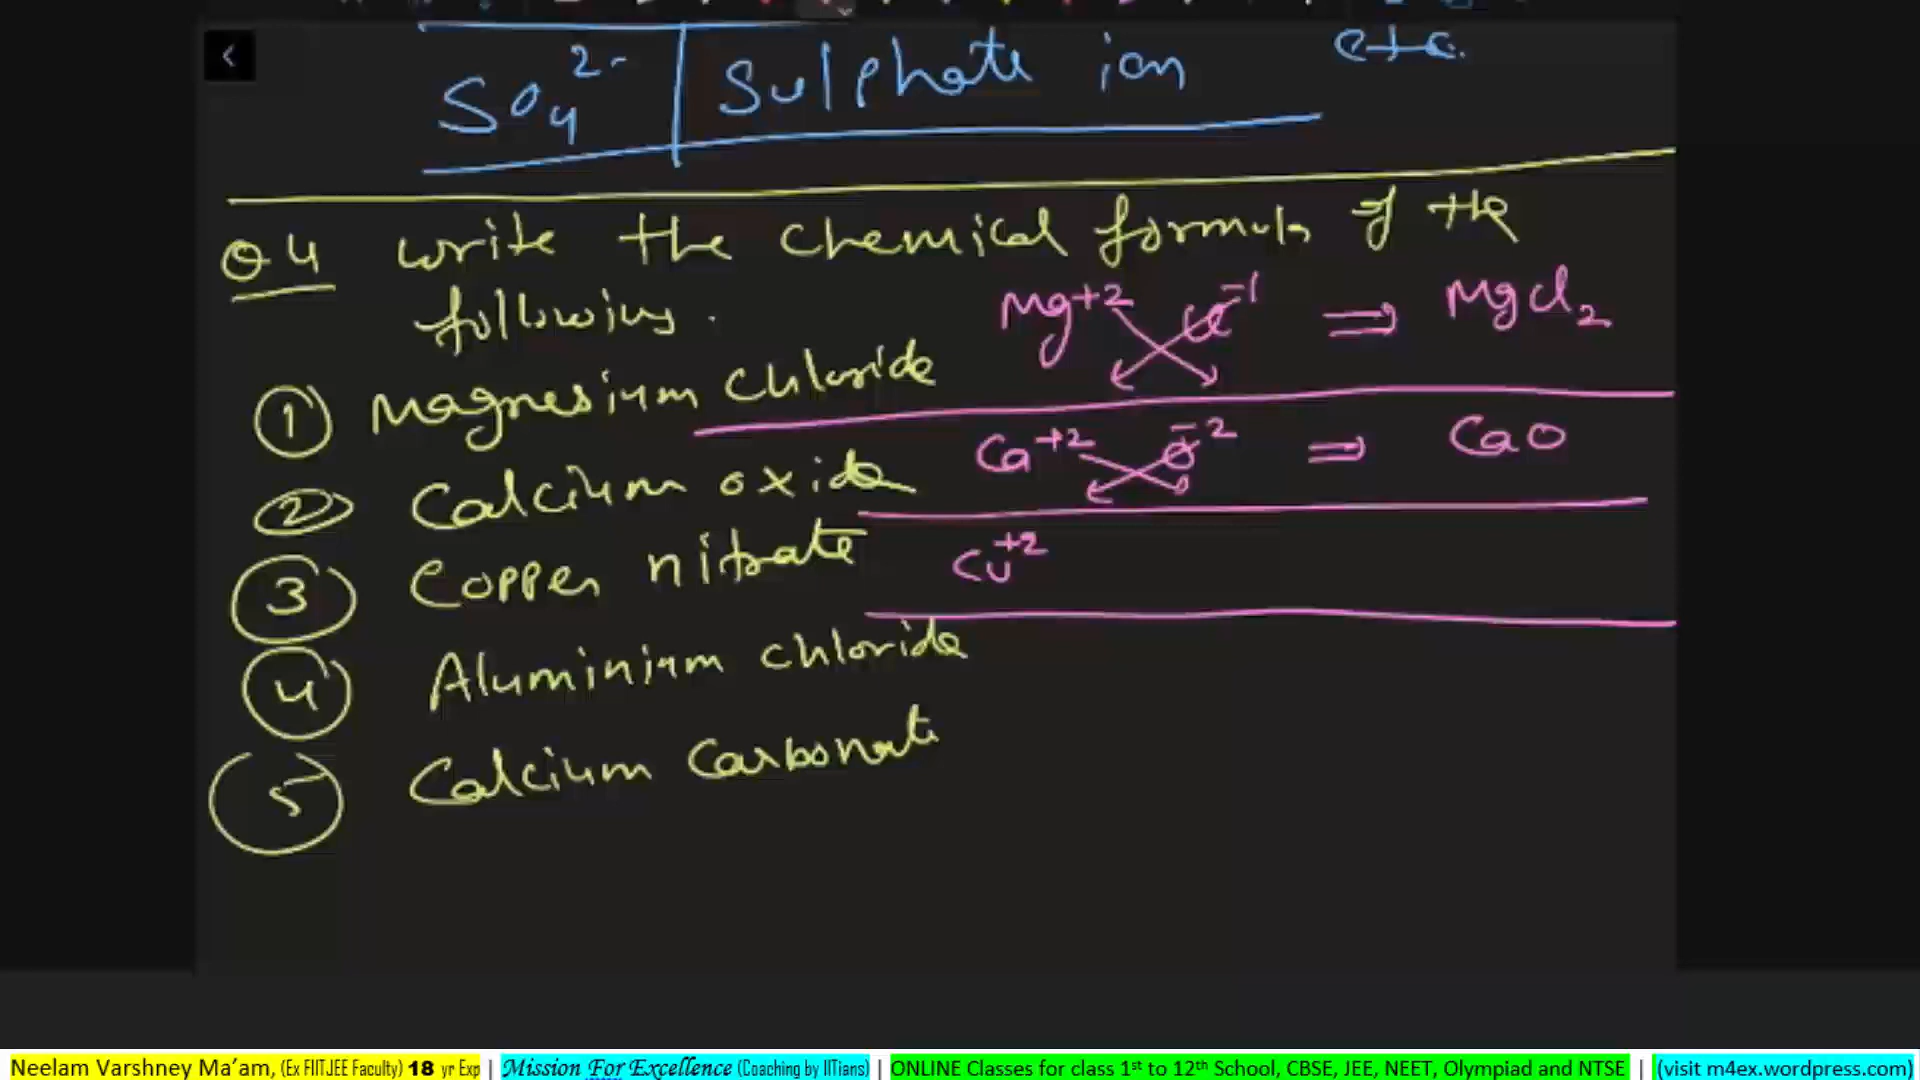 <
SO₄²⁻ | Sulphate ion etc.
Q4 Write the chemical formula of the
following.
Mg⁺² Cl⁻¹ ⇒ MgCl₂
① Magnesium chloride
Ca⁺² O⁻² ⇒ CaO
② Calcium oxide
③ Copper nitrate Cu⁺²
④ Aluminium chloride
⑤ Calcium Carbonate
Neelam Varshney Ma’am, (Ex FIITJEE Faculty) 18 yr Exp | Mission For Excellence (Coaching by IITians) | ONLINE Classes for class 1st to 12th School, CBSE, JEE, NEET, Olympiad and NTSE | (visit m4ex.wordpress.com)